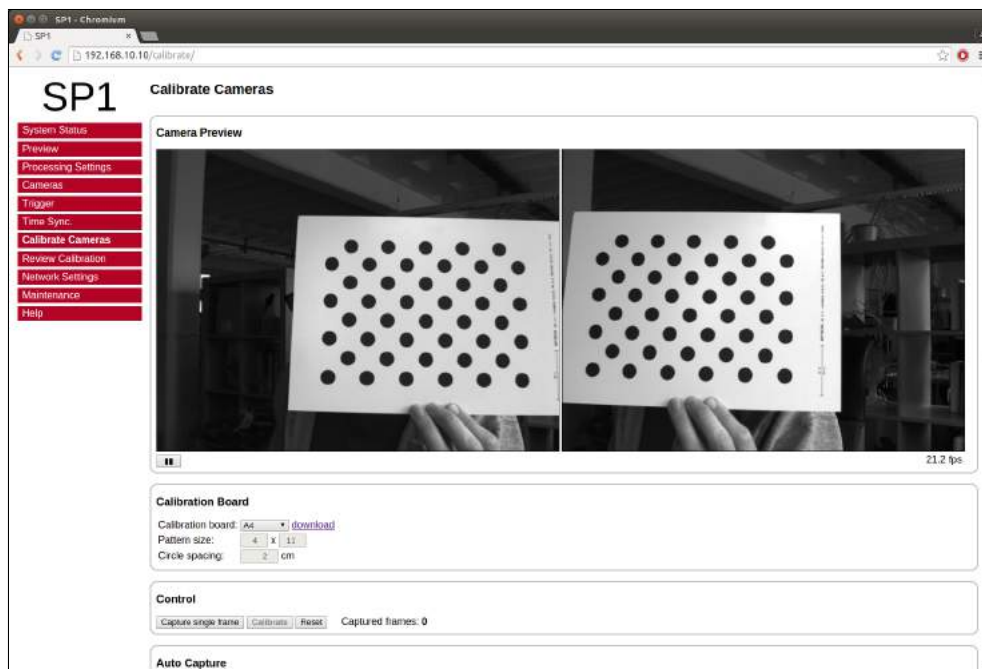 SP1 - Chromium
SP1 ×
192.168.10.10/calibrate/
SP1
System Status
Preview
Processing Settings
Cameras
Trigger
Time Sync.
Calibrate Cameras
Review Calibration
Network Settings
Maintenance
Help
Calibrate Cameras
Camera Preview
21.2 fps
Calibration Board
Calibration board: A4 download
Pattern size: 4 x 11
Circle spacing: 2 cm
Control
Capture single frame Calibrate Reset Captured frames: 0
Auto Capture